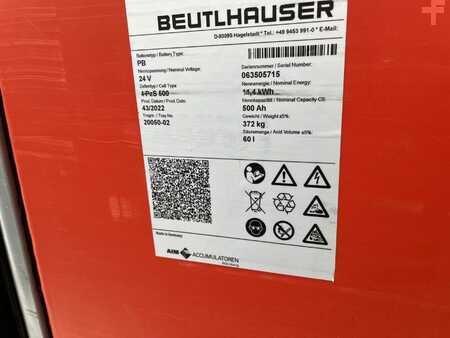 BEUTLHAUSER
D-93095 Hagelstadt * Tel.: +49 9453 991-0 * E-Mail:
Batterietyp / Battery Type:
PB
Nennspannung / Nominal Voltage:
24 V
Zellentyp / Cell Type
4 PzS 500
Prod. Datum / Prod.Date
43/2022
Trognr. / Tray No
20050-02
Seriennummer / Serial Number:
063505715
Nennenergie / Nominal Energy:
11,4 kWh
Nennkapazität / Nominal Capacity C5:
500 Ah
Gewicht / Weight ±5%:
372 kg
Säuremenge / Acid Volume ±5%:
60 l
Made in Germany
AIM ACCUMULATOREN